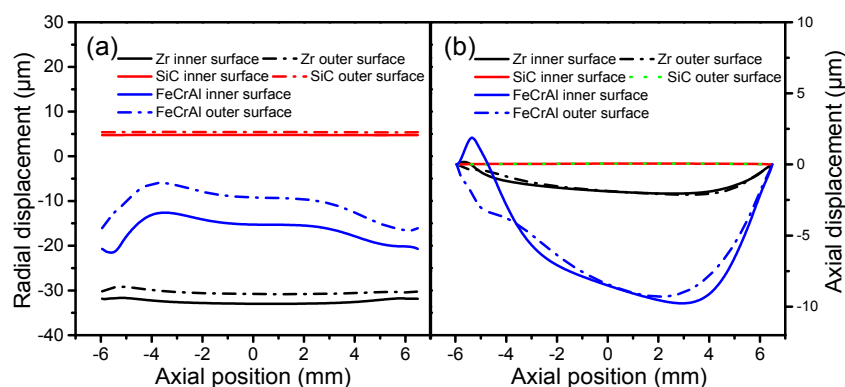 (a)
Zr inner surface Zr outer surface
SiC inner surface SiC outer surface
FeCrAl inner surface
FeCrAl outer surface
Radial displacement (μm)
30
20
10
0
-10
-20
-30
-40
-6 -4 -2 0 2 4 6
Axial position (mm)
(b)
Zr inner surface Zr outer surface
SiC inner surface SiC outer surface
FeCrAl inner surface
FeCrAl outer surface
10
5
0
-5
-10
Axial displacement (μm)
-6 -4 -2 0 2 4 6
Axial position (mm)